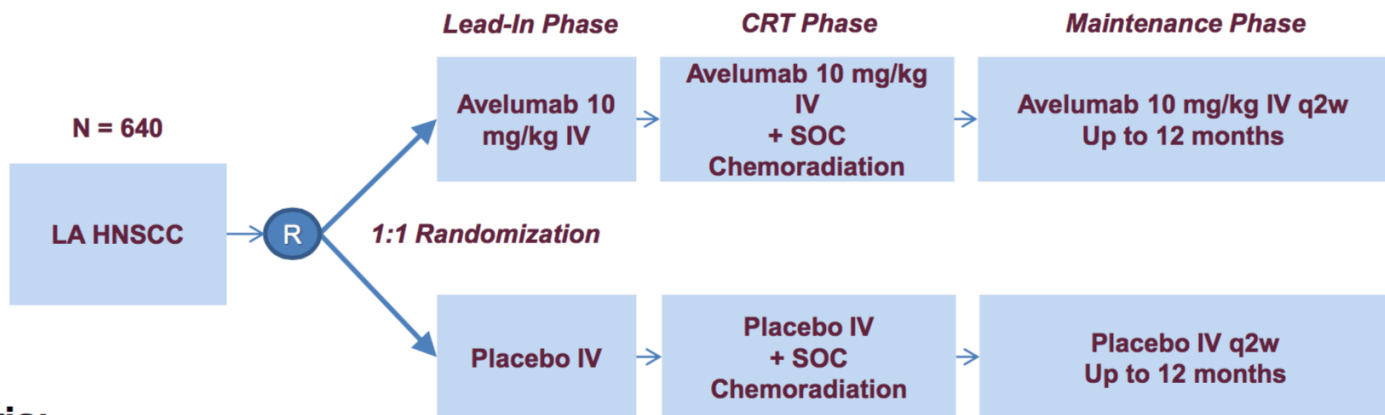 Lead-In Phase
CRT Phase
Maintenance Phase
N = 640
LA HNSCC
R
1:1 Randomization
Avelumab 10
mg/kg IV
Avelumab 10 mg/kg
IV
+ SOC
Chemoradiation
Avelumab 10 mg/kg IV q2w
Up to 12 months
Placebo IV
Placebo IV
+ SOC
Chemoradiation
Placebo IV q2w
Up to 12 months